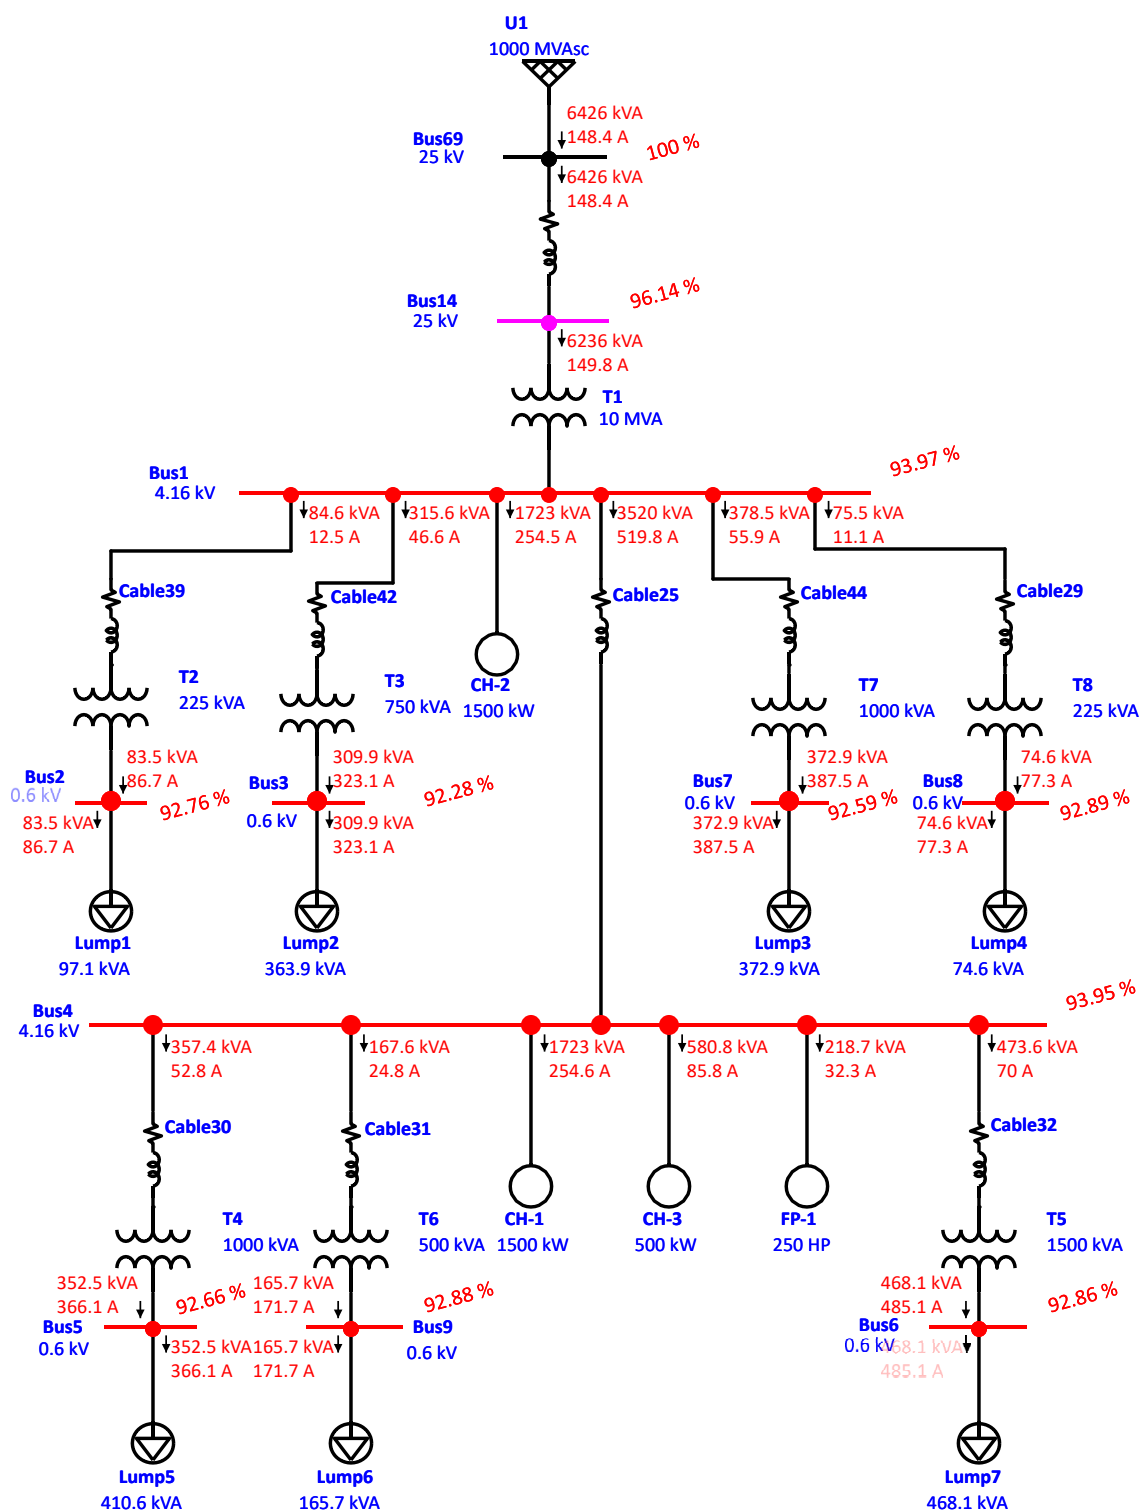 U1
1000 MVAsc
6426 kVA
148.4 A
Bus69
25 kV
100 %
6426 kVA
148.4 A
Bus14
25 kV
96.14 %
6236 kVA
149.8 A
T1
10 MVA
Bus1
4.16 kV
93.97 %
84.6 kVA
12.5 A
315.6 kVA
46.6 A
1723 kVA
254.5 A
3520 kVA
519.8 A
378.5 kVA
55.9 A
75.5 kVA
11.1 A
Cable39
Cable42
Cable25
Cable44
Cable29
T2
225 kVA
T3
750 kVA
CH-2
1500 kW
T7
1000 kVA
T8
225 kVA
83.5 kVA
86.7 A
Bus2
0.6 kV
92.76 %
83.5 kVA
86.7 A
309.9 kVA
323.1 A
Bus3
0.6 kV
92.28 %
309.9 kVA
323.1 A
372.9 kVA
387.5 A
Bus7
0.6 kV
92.59 %
372.9 kVA
387.5 A
74.6 kVA
77.3 A
Bus8
0.6 kV
92.89 %
74.6 kVA
77.3 A
Lump1
97.1 kVA
Lump2
363.9 kVA
Lump3
372.9 kVA
Lump4
74.6 kVA
Bus4
4.16 kV
93.95 %
357.4 kVA
52.8 A
167.6 kVA
24.8 A
1723 kVA
254.6 A
580.8 kVA
85.8 A
218.7 kVA
32.3 A
473.6 kVA
70 A
Cable30
Cable31
Cable32
T4
1000 kVA
T6
500 kVA
CH-1
1500 kW
CH-3
500 kW
FP-1
250 HP
T5
1500 kVA
352.5 kVA
366.1 A
Bus5
0.6 kV
92.66 %
352.5 kVA
366.1 A
165.7 kVA
171.7 A
Bus9
0.6 kV
92.88 %
165.7 kVA
171.7 A
468.1 kVA
485.1 A
Bus6
0.6 kV
92.86 %
468.1 kVA
485.1 A
Lump5
410.6 kVA
Lump6
165.7 kVA
Lump7
468.1 kVA